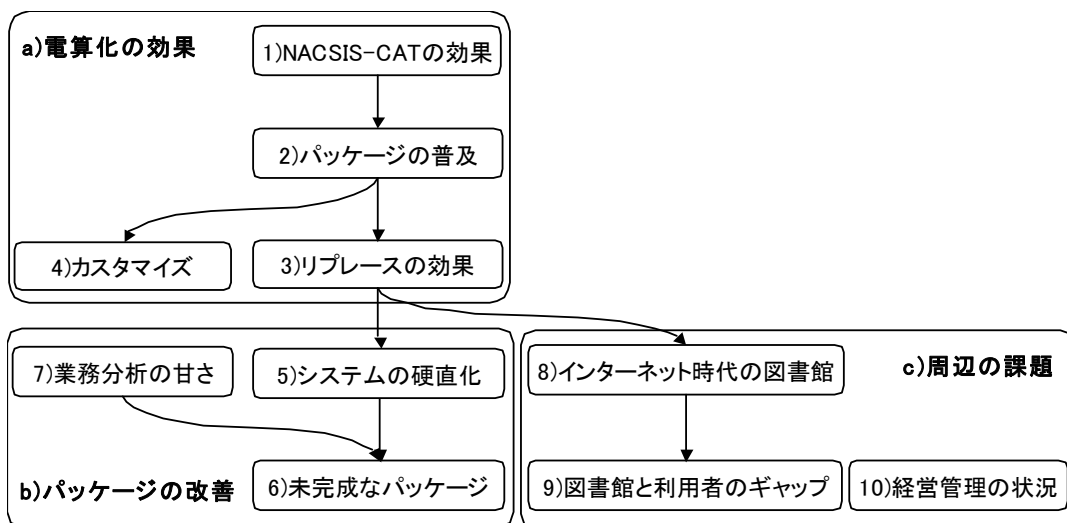 a)電算化の効果
1)NACSIS-CATの効果
2)パッケージの普及
4)カスタマイズ
3)リプレースの効果
7)業務分析の甘さ
5)システムの硬直化
b)パッケージの改善
6)未完成なパッケージ
8)インターネット時代の図書館
c)周辺の課題
9)図書館と利用者のギャップ
10)経営管理の状況